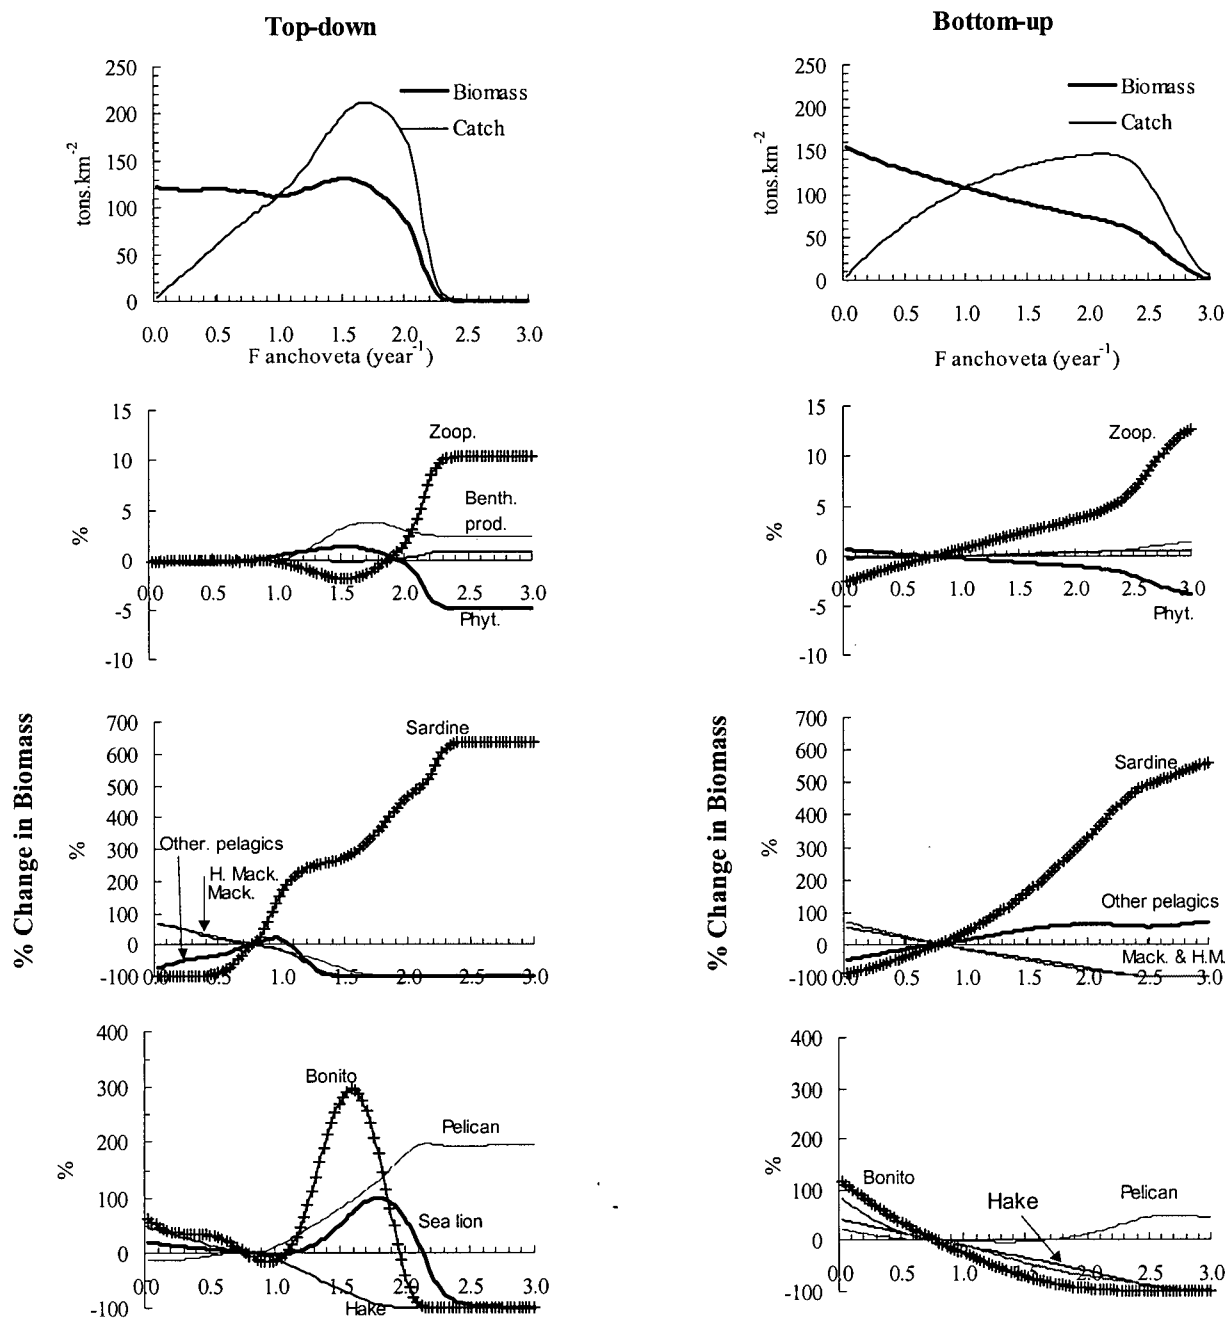 Top-down
250
200
150
100
50
0
tons.km-2
Biomass
Catch
0.0 0.5 1.0 1.5 2.0 2.5 3.0
F anchoveta (year-1)
15
10
5
0
-5
-10
%
Zoop.
Benth.
prod.
Phyt.
0.0 0.5 1.0 1.5 2.0 2.5 3.0
% Change in Biomass
700
600
500
400
300
200
100
0
-100
%
Sardine
Other. pelagics
H. Mack.
Mack.
0.0 0.5 1.0 1.5 2.0 2.5 3.0
400
300
200
100
0
-100
%
Bonito
Pelican
Sea lion
Hake
0.0 0.5 1.0 1.5 2.0 2.5 3.0
Bottom-up
250
200
150
100
50
0
tons.km-2
Biomass
Catch
0.0 0.5 1.0 1.5 2.0 2.5 3.0
F anchoveta (year-1)
15
10
5
0
-5
-10
%
Zoop.
Phyt.
0.0 0.5 1.0 1.5 2.0 2.5 3.0
% Change in Biomass
700
600
500
400
300
200
100
0
-100
%
Sardine
Other pelagics
Mack. & H.M.
0.0 0.5 1.0 1.5 2.0 2.5 3.0
400
300
200
100
0
-100
%
Bonito
Hake
Pelican
0.0 0.5 1.0 1.5 2.0 2.5 3.0